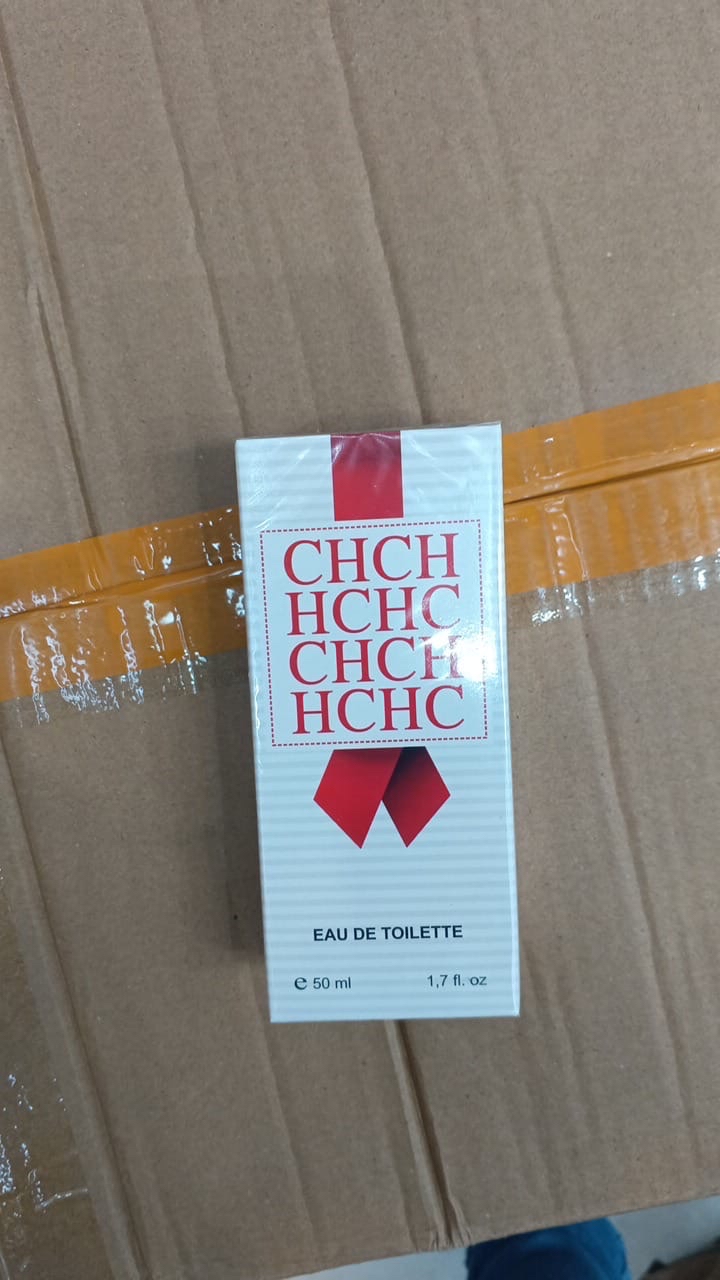 CHCH
HCHC
CHCH
HCHC
EAU DE TOILETTE
e 50 ml 1,7 fl. oz